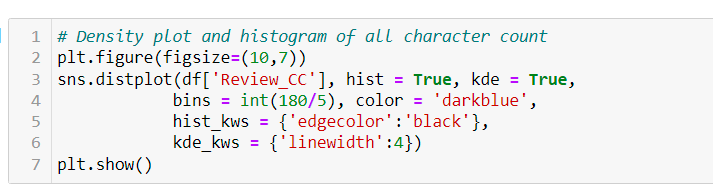 1 # Density plot and histogram of all character count
2 plt.figure(figsize=(10,7))
3 sns.distplot(df['Review_CC'], hist = True, kde = True,
4              bins = int(180/5), color = 'darkblue',
5              hist_kws = {'edgecolor':'black'},
6              kde_kws = {'linewidth':4})
7 plt.show()